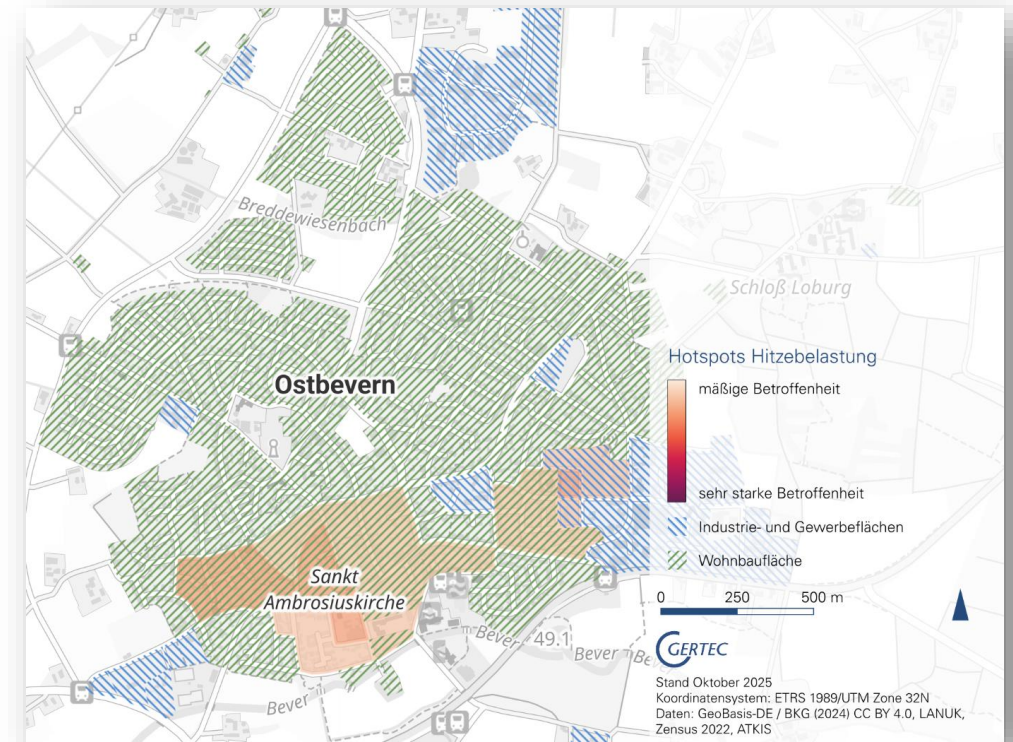 Breddewiesenbach
Schloß Loburg
Ostbevern
Hotspots Hitzebelastung
mäßige Betroffenheit
sehr starke Betroffenheit
Industrie- und Gewerbeflächen
Wohnbaufläche
Sankt
Ambrosiuskirche
0 250 500 m
Bever
49.1
Bever
Bever
GERTEC
Stand Oktober 2025
Koordinatensystem: ETRS 1989/UTM Zone 32N
Daten: GeoBasis-DE / BKG (2024) CC BY 4.0, LANUK,
Zensus 2022, ATKIS